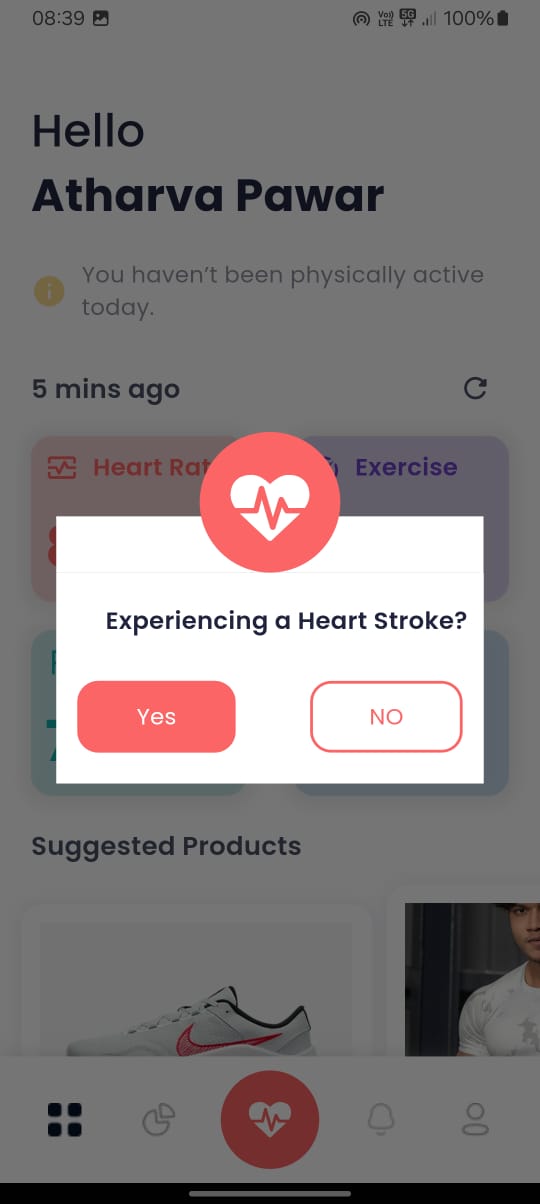 08:39 Vo)) LTE 5G 100%
Hello
Atharva Pawar
You haven't been physically active
today.
5 mins ago
Heart Rat
Exercise
Experiencing a Heart Stroke?
Yes
NO
Suggested Products